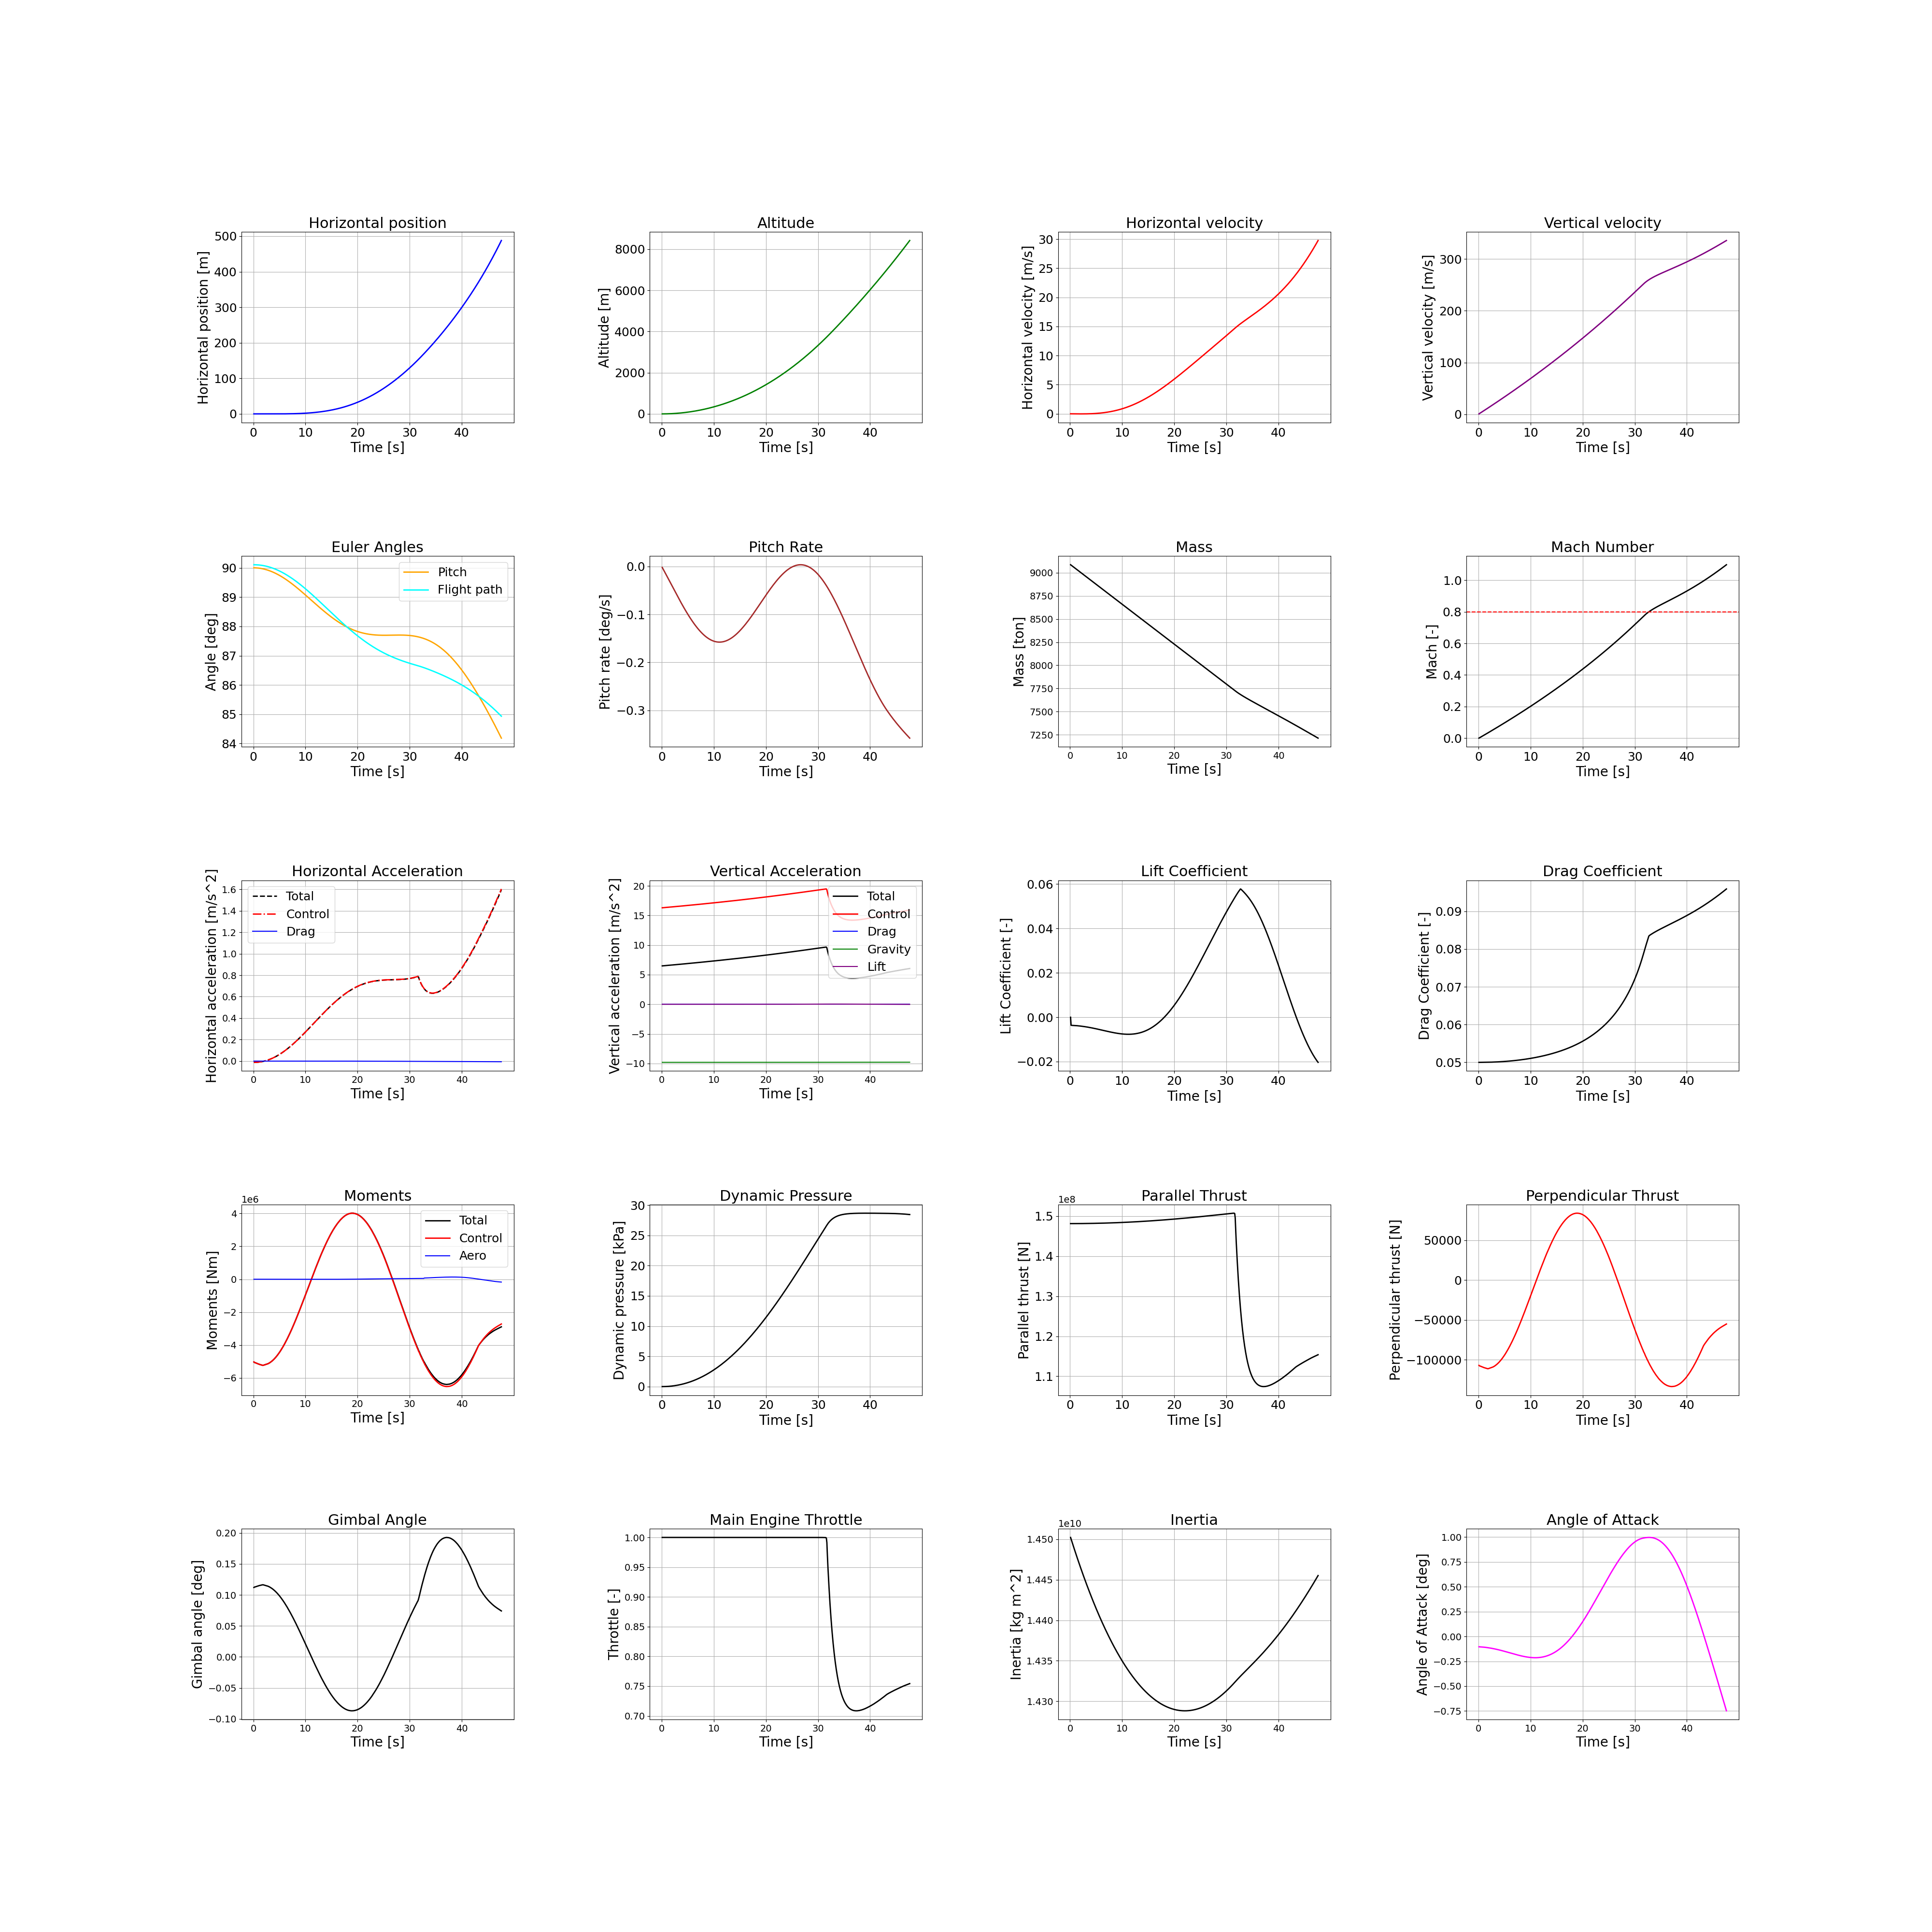 Horizontal position
Horizontal position [m]
500
400
300
200
100
0
0 10 20 30 40
Time [s]
Altitude
Altitude [m]
8000
6000
4000
2000
0
0 10 20 30 40
Time [s]
Horizontal velocity
Horizontal velocity [m/s]
30
25
20
15
10
5
0
0 10 20 30 40
Time [s]
Vertical velocity
Vertical velocity [m/s]
300
200
100
0
0 10 20 30 40
Time [s]
Euler Angles
Angle [deg]
90
89
88
87
86
85
84
Pitch
Flight path
0 10 20 30 40
Time [s]
Pitch Rate
Pitch rate [deg/s]
0.0
−0.1
−0.2
−0.3
0 10 20 30 40
Time [s]
Mass
Mass [ton]
9000
8750
8500
8250
8000
7750
7500
7250
0 10 20 30 40
Time [s]
Mach Number
Mach [-]
1.0
0.8
0.6
0.4
0.2
0.0
0 10 20 30 40
Time [s]
Horizontal Acceleration
Horizontal acceleration [m/s^2]
1.6
1.4
1.2
1.0
0.8
0.6
0.4
0.2
0.0
Total
Control
Drag
0 10 20 30 40
Time [s]
Vertical Acceleration
Vertical acceleration [m/s^2]
20
15
10
5
0
−5
−10
Total
Control
Drag
Gravity
Lift
0 10 20 30 40
Time [s]
Lift Coefficient
Lift Coefficient [-]
0.06
0.04
0.02
0.00
−0.02
0 10 20 30 40
Time [s]
Drag Coefficient
Drag Coefficient [-]
0.09
0.08
0.07
0.06
0.05
0 10 20 30 40
Time [s]
Moments
1e6
Moments [Nm]
4
2
0
−2
−4
−6
Total
Control
Aero
0 10 20 30 40
Time [s]
Dynamic Pressure
Dynamic pressure [kPa]
30
25
20
15
10
5
0
0 10 20 30 40
Time [s]
Parallel Thrust
1e8
Parallel thrust [N]
1.5
1.4
1.3
1.2
1.1
0 10 20 30 40
Time [s]
Perpendicular Thrust
Perpendicular thrust [N]
50000
0
−50000
−100000
0 10 20 30 40
Time [s]
Gimbal Angle
Gimbal angle [deg]
0.20
0.15
0.10
0.05
0.00
−0.05
−0.10
0 10 20 30 40
Time [s]
Main Engine Throttle
Throttle [-]
1.00
0.95
0.90
0.85
0.80
0.75
0.70
0 10 20 30 40
Time [s]
Inertia
1e10
Inertia [kg m^2]
1.450
1.445
1.440
1.435
1.430
0 10 20 30 40
Time [s]
Angle of Attack
Angle of Attack [deg]
1.00
0.75
0.50
0.25
0.00
−0.25
−0.50
−0.75
0 10 20 30 40
Time [s]